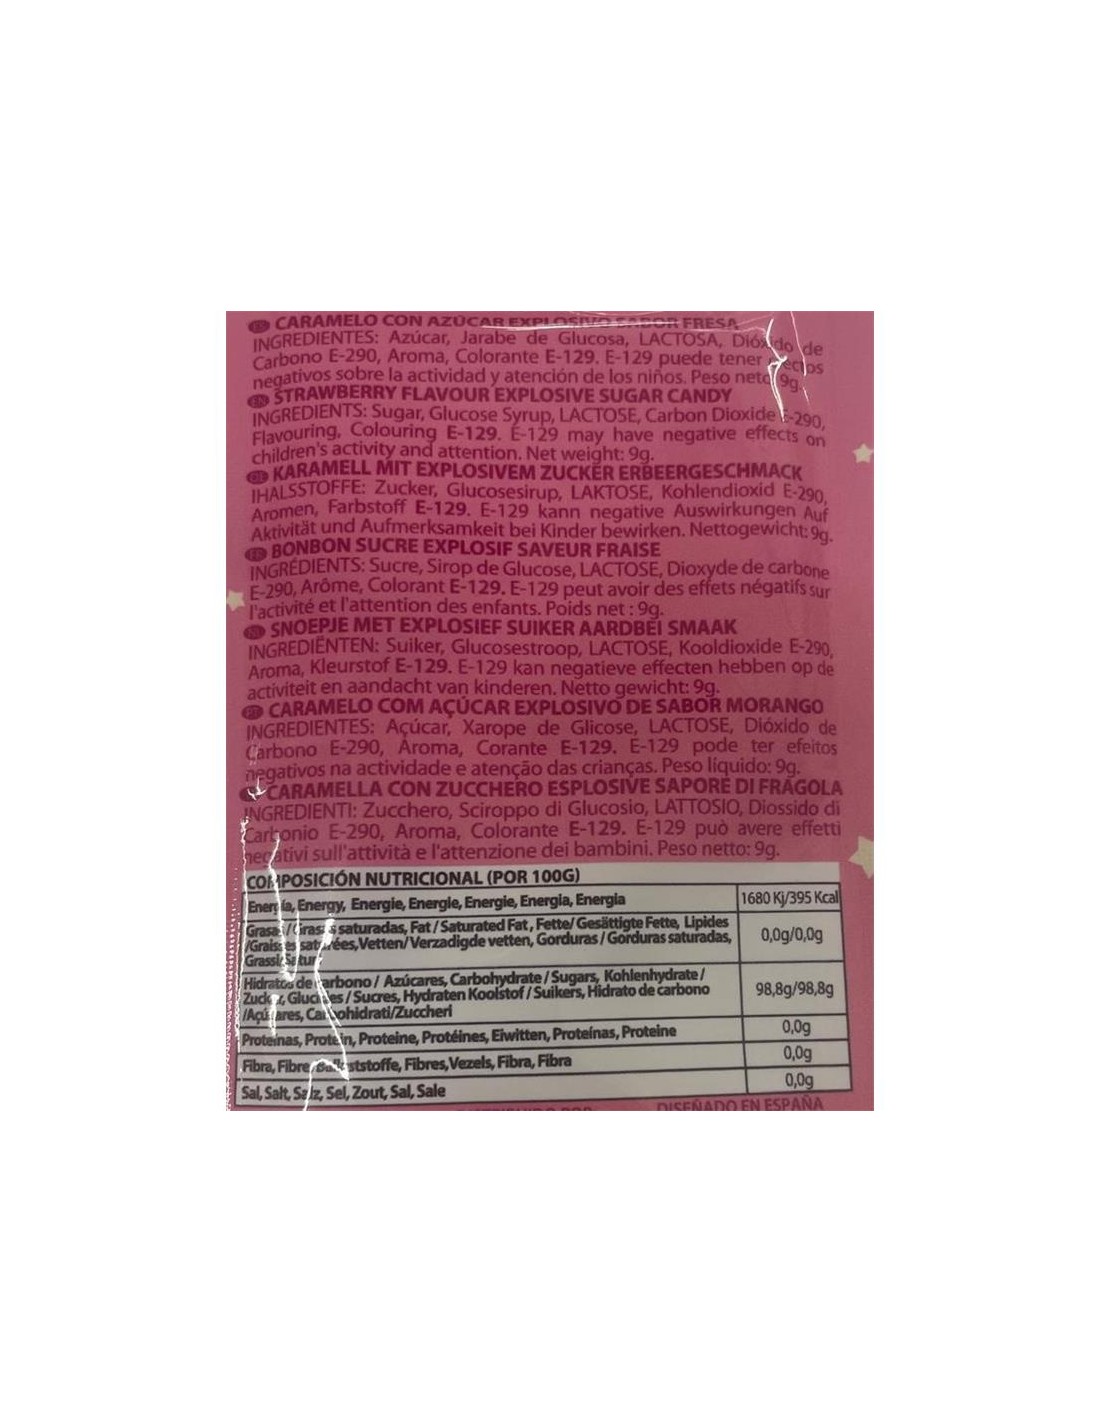 ES CARAMELO CON AZÚCAR EXPLOSIVO SABOR FRESA
INGREDIENTES: Azúcar, Jarabe de Glucosa, LACTOSA, Dióxido de
Carbono E-290, Aroma, Colorante E-129. E-129 puede tener efectos
negativos sobre la actividad y atención de los niños. Peso neto 9g.
EN STRAWBERRY FLAVOUR EXPLOSIVE SUGAR CANDY
INGREDIENTS: Sugar, Glucose Syrup, LACTOSE, Carbon Dioxide E-290,
Flavouring, Colouring E-129. E-129 may have negative effects on
children's activity and attention. Net weight: 9g.
DE KARAMELL MIT EXPLOSIVEM ZUCKER ERBEERGESCHMACK
IHALSSTOFFE: Zucker, Glucosesirup, LAKTOSE, Kohlendioxid E-290,
Aromen, Farbstoff E-129. E-129 kann negative Auswirkungen Auf
Aktivität und Aufmerksamkeit bei Kinder bewirken. Nettogewicht: 9g.
FR BONBON SUCRE EXPLOSIF SAVEUR FRAISE
INGRÉDIENTS: Sucre, Sirop de Glucose, LACTOSE, Dioxyde de carbone
E-290, Arôme, Colorant E-129. E-129 peut avoir des effets négatifs sur
l'activité et l'attention des enfants. Poids net : 9g.
NL SNOEPJE MET EXPLOSIEF SUIKER AARDBEI SMAAK
INGREDIËNTEN: Suiker, Glucosestroop, LACTOSE, Kooldioxide E-290,
Aroma, Kleurstof E-129. E-129 kan negatieve effecten hebben op de
activiteit en aandacht van kinderen. Netto gewicht: 9g.
PT CARAMELO COM AÇÚCAR EXPLOSIVO DE SABOR MORANGO
INGREDIENTES: Açúcar, Xarope de Glicose, LACTOSE, Dióxido de
Carbono E-290, Aroma, Corante E-129. E-129 pode ter efeitos
negativos na actividade e atenção das crianças. Peso líquido: 9g.
CARAMELLA CON ZUCCHERO ESPLOSIVE SAPORE DI FRAGOLA
INGREDIENTI: Zucchero, Sciroppo di Glucosio, LATTOSIO, Diossido di
Carbonio E-290, Aroma, Colorante E-129. E-129 può avere effetti
negativi sull'attività e l'attenzione dei bambini. Peso netto: 9g.
COMPOSICIÓN NUTRICIONAL (POR 100G)
Energía, Energy, Energie, Energle, Energie, Energia, Energia 1680 Kj/395 Kcal
Grasas/Grasas saturadas, Fat / Saturated Fat, Fette/ Gesättigte Fette, Lipides
/Graisses saturées, Vetten/ Verzadigde vetten, Gorduras / Gorduras saturadas, 0,0g/0,0g
Grassi/Saturi
Hidratos de carbono / Azúcares, Carbohydrate / Sugars, Kohlenhydrate /
Zucker, Glucides / Sucres, Hydraten Koolstof / Suikers, Hidrato de carbono 98,8g/98,8g
/Açúcares, Carbohidrati/Zuccheri
Proteínas, Protein, Proteine, Protéines, Eiwitten, Proteínas, Proteine 0,0g
Fibra, Fibre, Ballaststoffe, Fibres, Vezels, Fibra, Fibra 0,0g
Sal, Salt, Salz, Sel, Zout, Sal, Sale 0,0g
DISEÑADO EN ESPAÑA